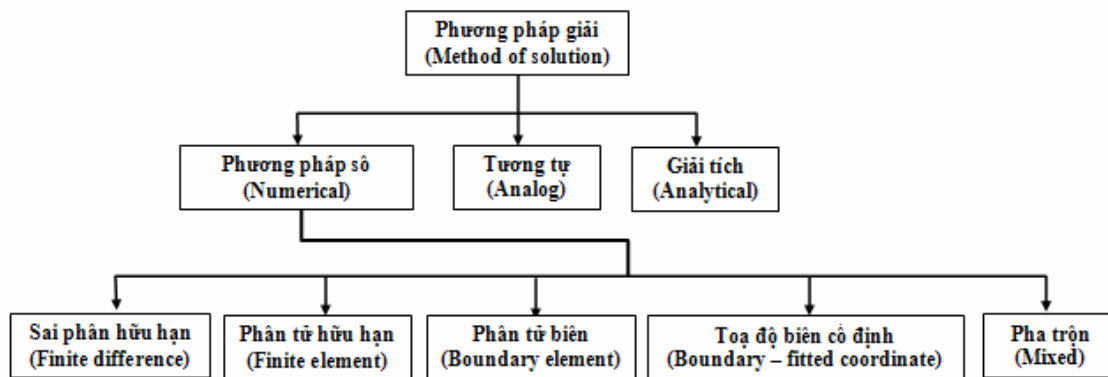 Phương pháp giải
(Method of solution)
Phương pháp số
(Numerical)
Tương tự
(Analog)
Giải tích
(Analytical)
Sai phân hữu hạn
(Finite difference)
Phân tử hữu hạn
(Finite element)
Phân tử biên
(Boundary element)
Toạ độ biên cố định
(Boundary – fitted coordinate)
Pha trộn
(Mixed)